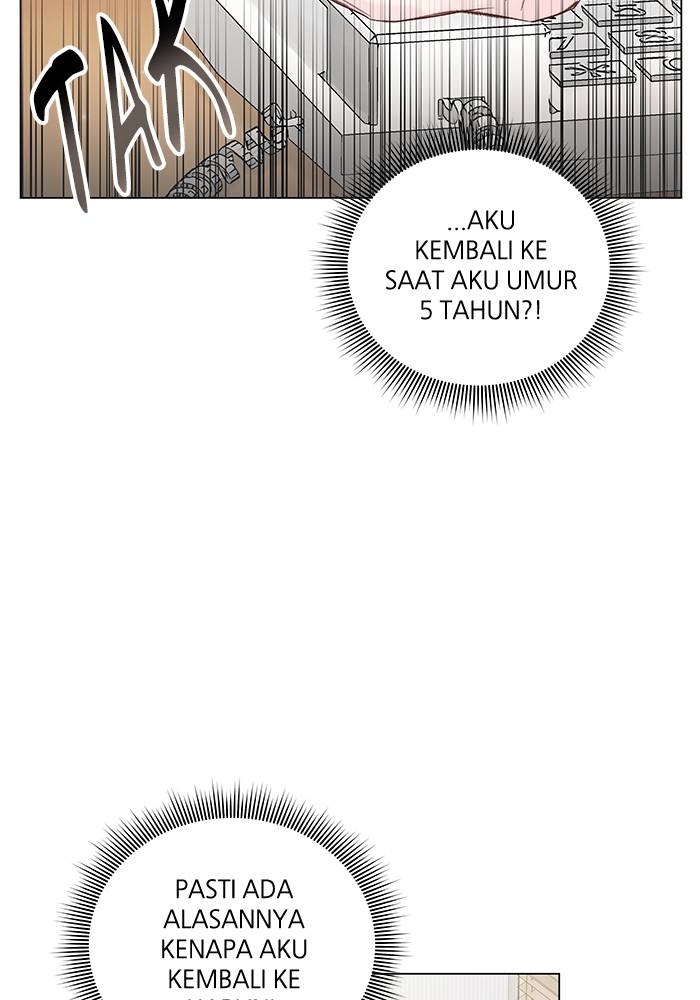 TAK
...AKU
KEMBALI KE
SAAT AKU UMUR
5 TAHUN?!
PASTI ADA
ALASANNYA
KENAPA AKU
KEMBALI KE